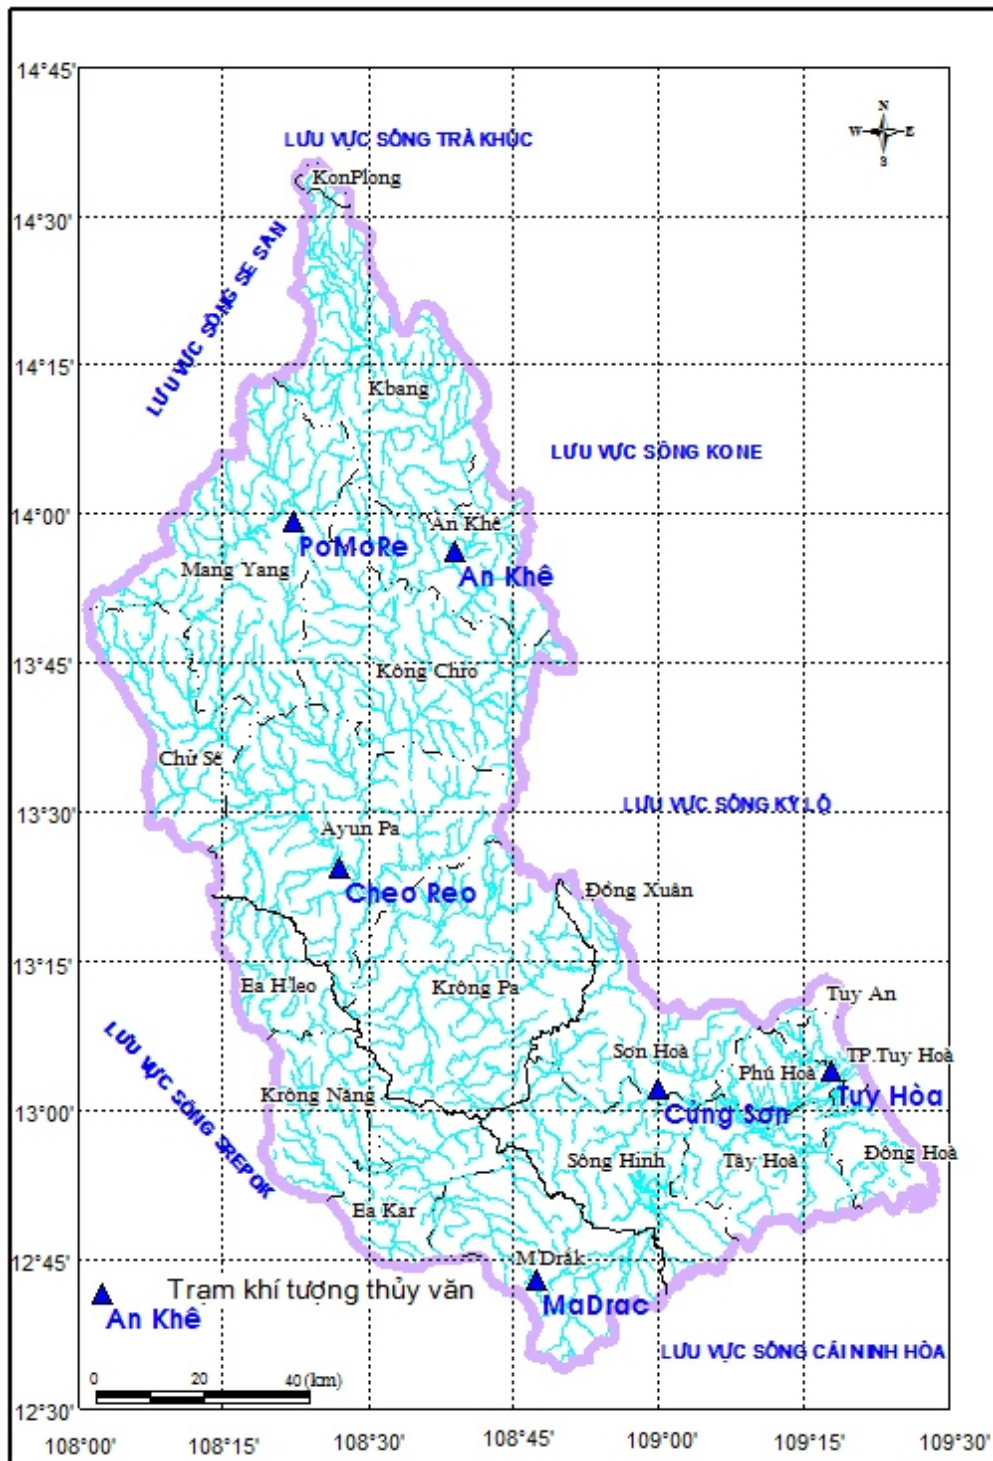 14°45'
N
W E
S
LƯU VỰC SÔNG TRÀ KHÚC
KonPlong
14°30'
LƯU VỰC SÔNG SE SAN
14°15'
Kbang
LƯU VỰC SÔNG KONE
14°00'
An Khê
PoMoRe
An Khê
Mang Yang
13°45'
Kông Chro
Chử Sê
LƯU VỰC SÔNG KỲ LỘ
13°30'
Ayun Pa
Cheo Reo
Đồng Xuân
13°15'
Ea H'leo
Krông Pa
Tuy An
LƯU VỰC SÔNG SREPOK
Sơn Hoà
TP.Tuy Hoà
Phú Hoà
Tuy Hòa
Krông Năng
13°00'
Củng Sơn
Sông Hinh
Tây Hoà
Đông Hoà
Ea Kar
12°45'
M'Drăk
Trạm khí tượng thủy văn
MaDrac
An Khê
LƯU VỰC SÔNG CÁI NINH HÒA
0 20 40 (km)
12°30'
108°00' 108°15' 108°30' 108°45' 109°00' 109°15' 109°30'